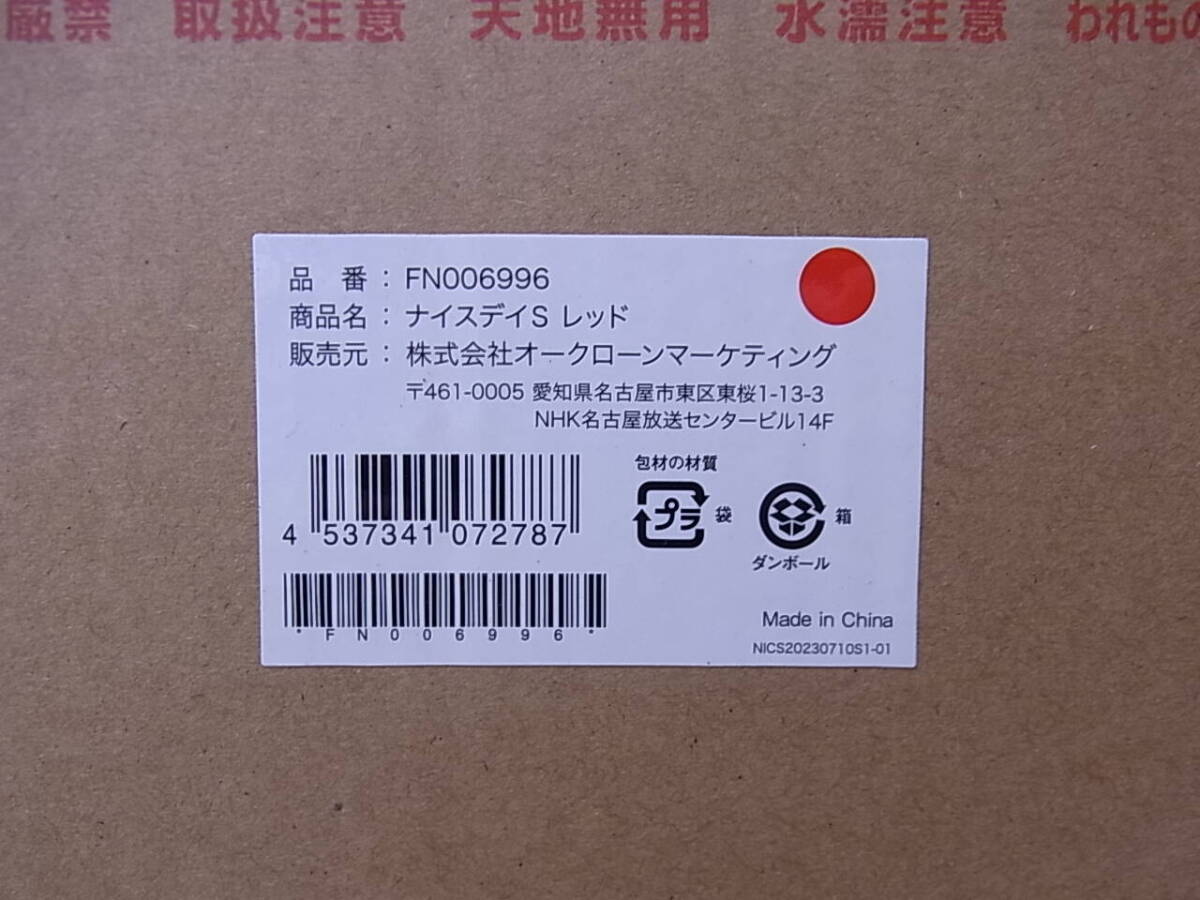 厳禁 取扱注意 天地無用 水濡注意 われもの
品 番 : FN006996
商品名 : ナイスデイS レッド
販売元 : 株式会社オークローンマーケティング
〒461-0005 愛知県名古屋市東区東桜1-13-3
NHK名古屋放送センタービル14F
包材の材質
プラ 袋
箱
ダンボール
4 537341 072787
*FN006996*
Made in China
NICS20230710S1-01